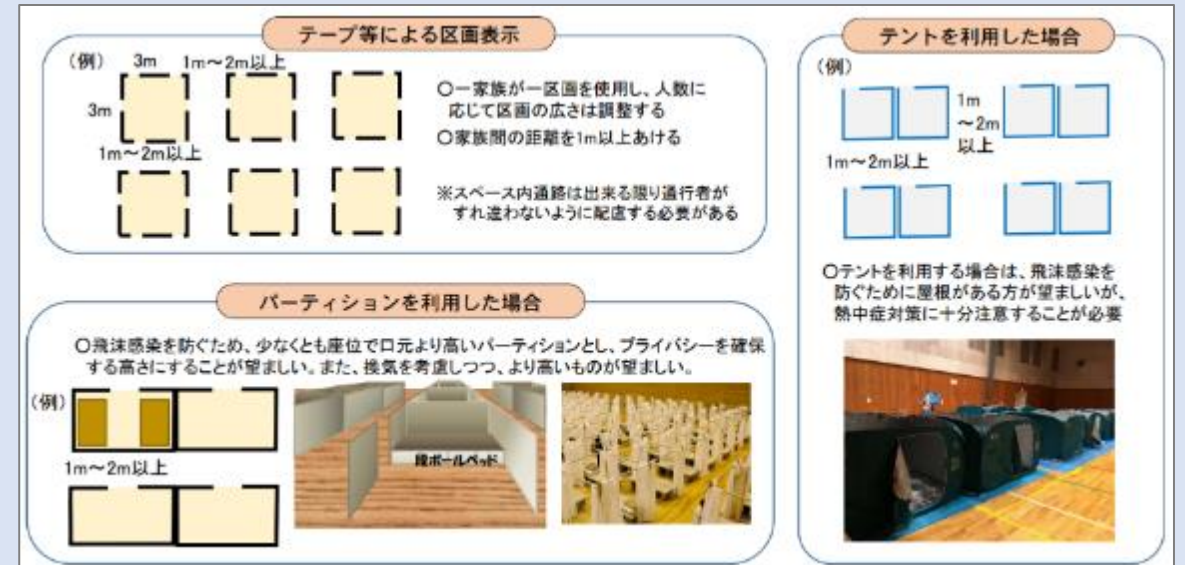 テープ等による区画表示
(例) 3m 1m～2m以上
3m
1m～2m以上
○一家族が一区画を使用し、人数に
応じて区画の広さは調整する
○家族間の距離を1m以上あける
※スペース内通路は出来る限り通行者が
すれ違わないように配慮する必要がある
パーティションを利用した場合
○飛沫感染を防ぐため、少なくとも座位で口元より高いパーティションとし、プライバシーを確保
する高さにすることが望ましい。また、換気を考慮しつつ、より高いものが望ましい。
(例)
1m～2m以上
段ボールベッド
テントを利用した場合
(例)
1m
～2m
以上
1m～2m以上
○テントを利用する場合は、飛沫感染を
防ぐために屋根がある方が望ましいが、
熱中症対策に十分注意することが必要